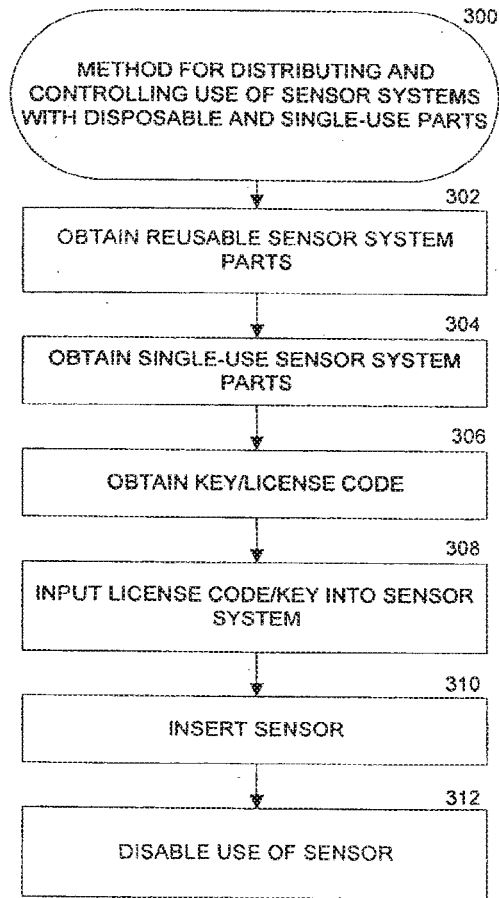 300
METHOD FOR DISTRIBUTING AND
CONTROLLING USE OF SENSOR SYSTEMS
WITH DISPOSABLE AND SINGLE-USE PARTS
302
OBTAIN REUSABLE SENSOR SYSTEM
PARTS
304
OBTAIN SINGLE-USE SENSOR SYSTEM
PARTS
306
OBTAIN KEY/LICENSE CODE
308
INPUT LICENSE CODE/KEY INTO SENSOR
SYSTEM
310
INSERT SENSOR
312
DISABLE USE OF SENSOR